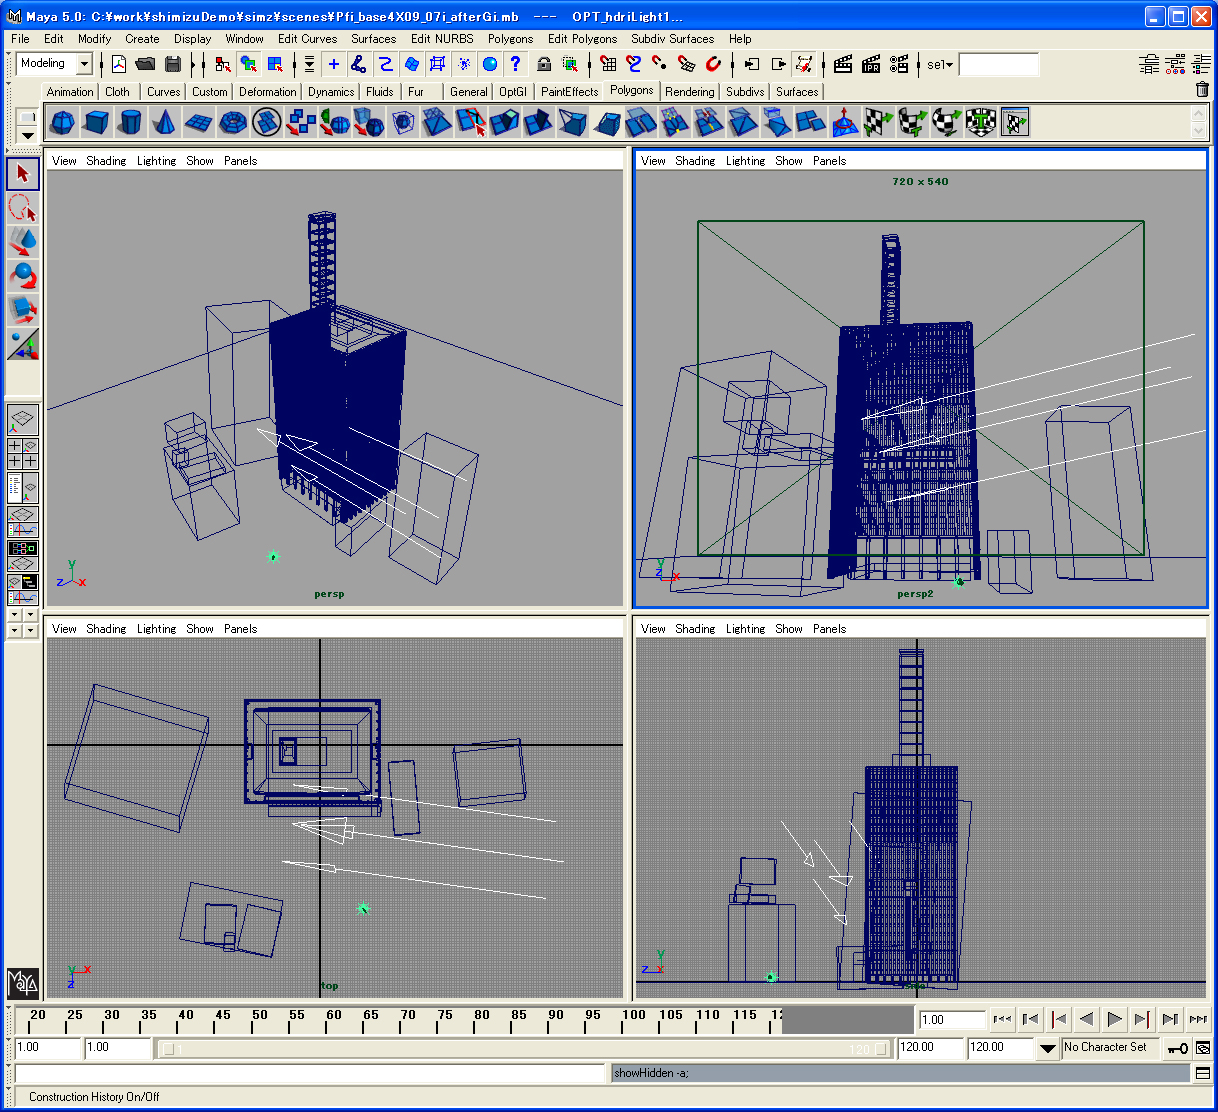 Maya 5.0: C:¥work¥shimizuDemo¥simz¥scenes¥Pfi_base4X09_07i_afterGi.mb --- OPT_hdriLight1...
File Edit Modify Create Display Window Edit Curves Surfaces Edit NURBS Polygons Edit Polygons Subdiv Surfaces Help
Modeling sel
Animation Cloth Curves Custom Deformation Dynamics Fluids Fur General OptGI PaintEffects Polygons Rendering Subdivs Surfaces
View Shading Lighting Show Panels
720 x 540
y
z x
persp
View Shading Lighting Show Panels
y
z x
persp2
View Shading Lighting Show Panels
y x
z
top
View Shading Lighting Show Panels
y
z x
MAYA
20 25 30 35 40 45 50 55 60 65 70 75 80 85 90 95 100 105 110 115 12
1.00
1.00 1.00 1 120 120.00 120.00 No Character Set
showHidden -a;
Construction History On/Off